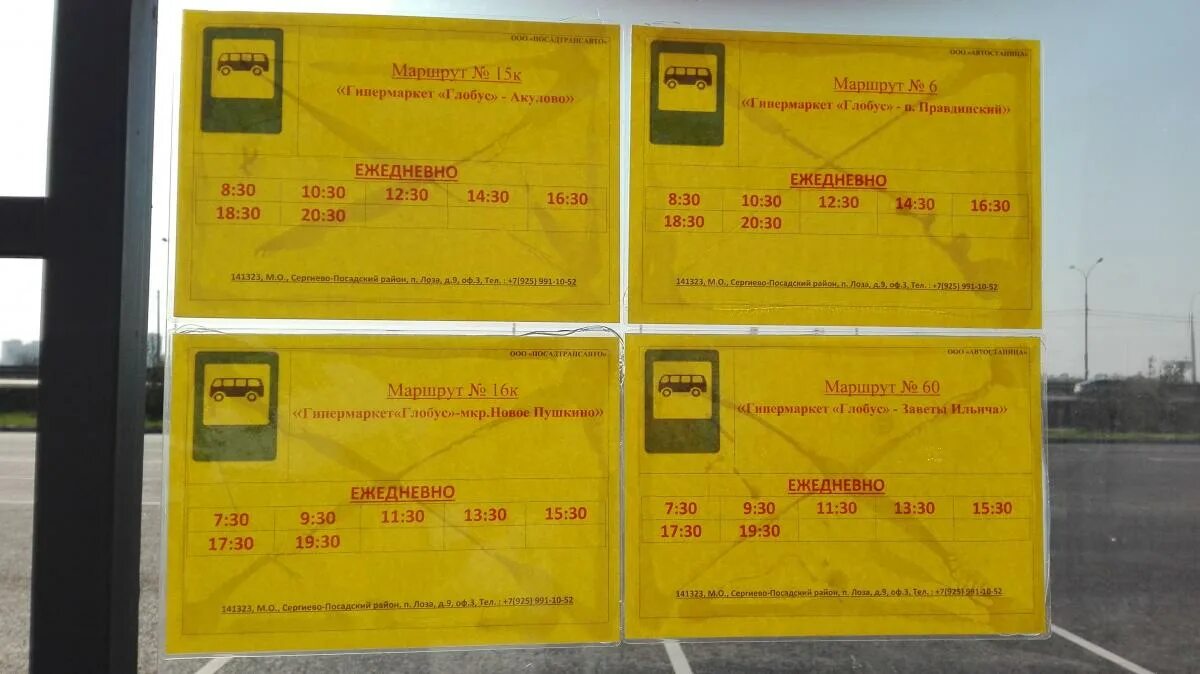 ООО «ПОСАДТРАНСАВТО»
Маршрут № 15к
«Гипермаркет «Глобус» - Акулово»
ЕЖЕДНЕВНО
8:30 10:30 12:30 14:30 16:30
18:30 20:30
141323, М.О., Сергиево-Посадский район, п. Лоза, д.9, оф.3, Тел. : +7(925) 991-10-52
ООО «АВТОСТАНЦА»
Маршрут № 6
«Гипермаркет «Глобус» - п. Правдинский»
ЕЖЕДНЕВНО
8:30 10:30 12:30 14:30 16:30
18:30 20:30
141323, М.О., Сергиево-Посадский район, п. Лоза, д.9, оф.3, Тел. : +7(925) 991-10-52
ООО «ПОСАДТРАНСАВТО»
Маршрут № 16к
«Гипермаркет«Глобус»-мкр.Новое Пушкино»
ЕЖЕДНЕВНО
7:30 9:30 11:30 13:30 15:30
17:30 19:30
141323, М.О., Сергиево-Посадский район, п. Лоза, д.9, оф.3, Тел. : +7(925) 991-10-52
ООО «АВТОСТАНЦА»
Маршрут № 60
«Гипермаркет «Глобус» - Заветы Ильича»
ЕЖЕДНЕВНО
7:30 9:30 11:30 13:30 15:30
17:30 19:30
141323, М.О., Сергиево-Посадский район, п. Лоза, д.9, оф.3, Тел. : +7(925) 991-10-52